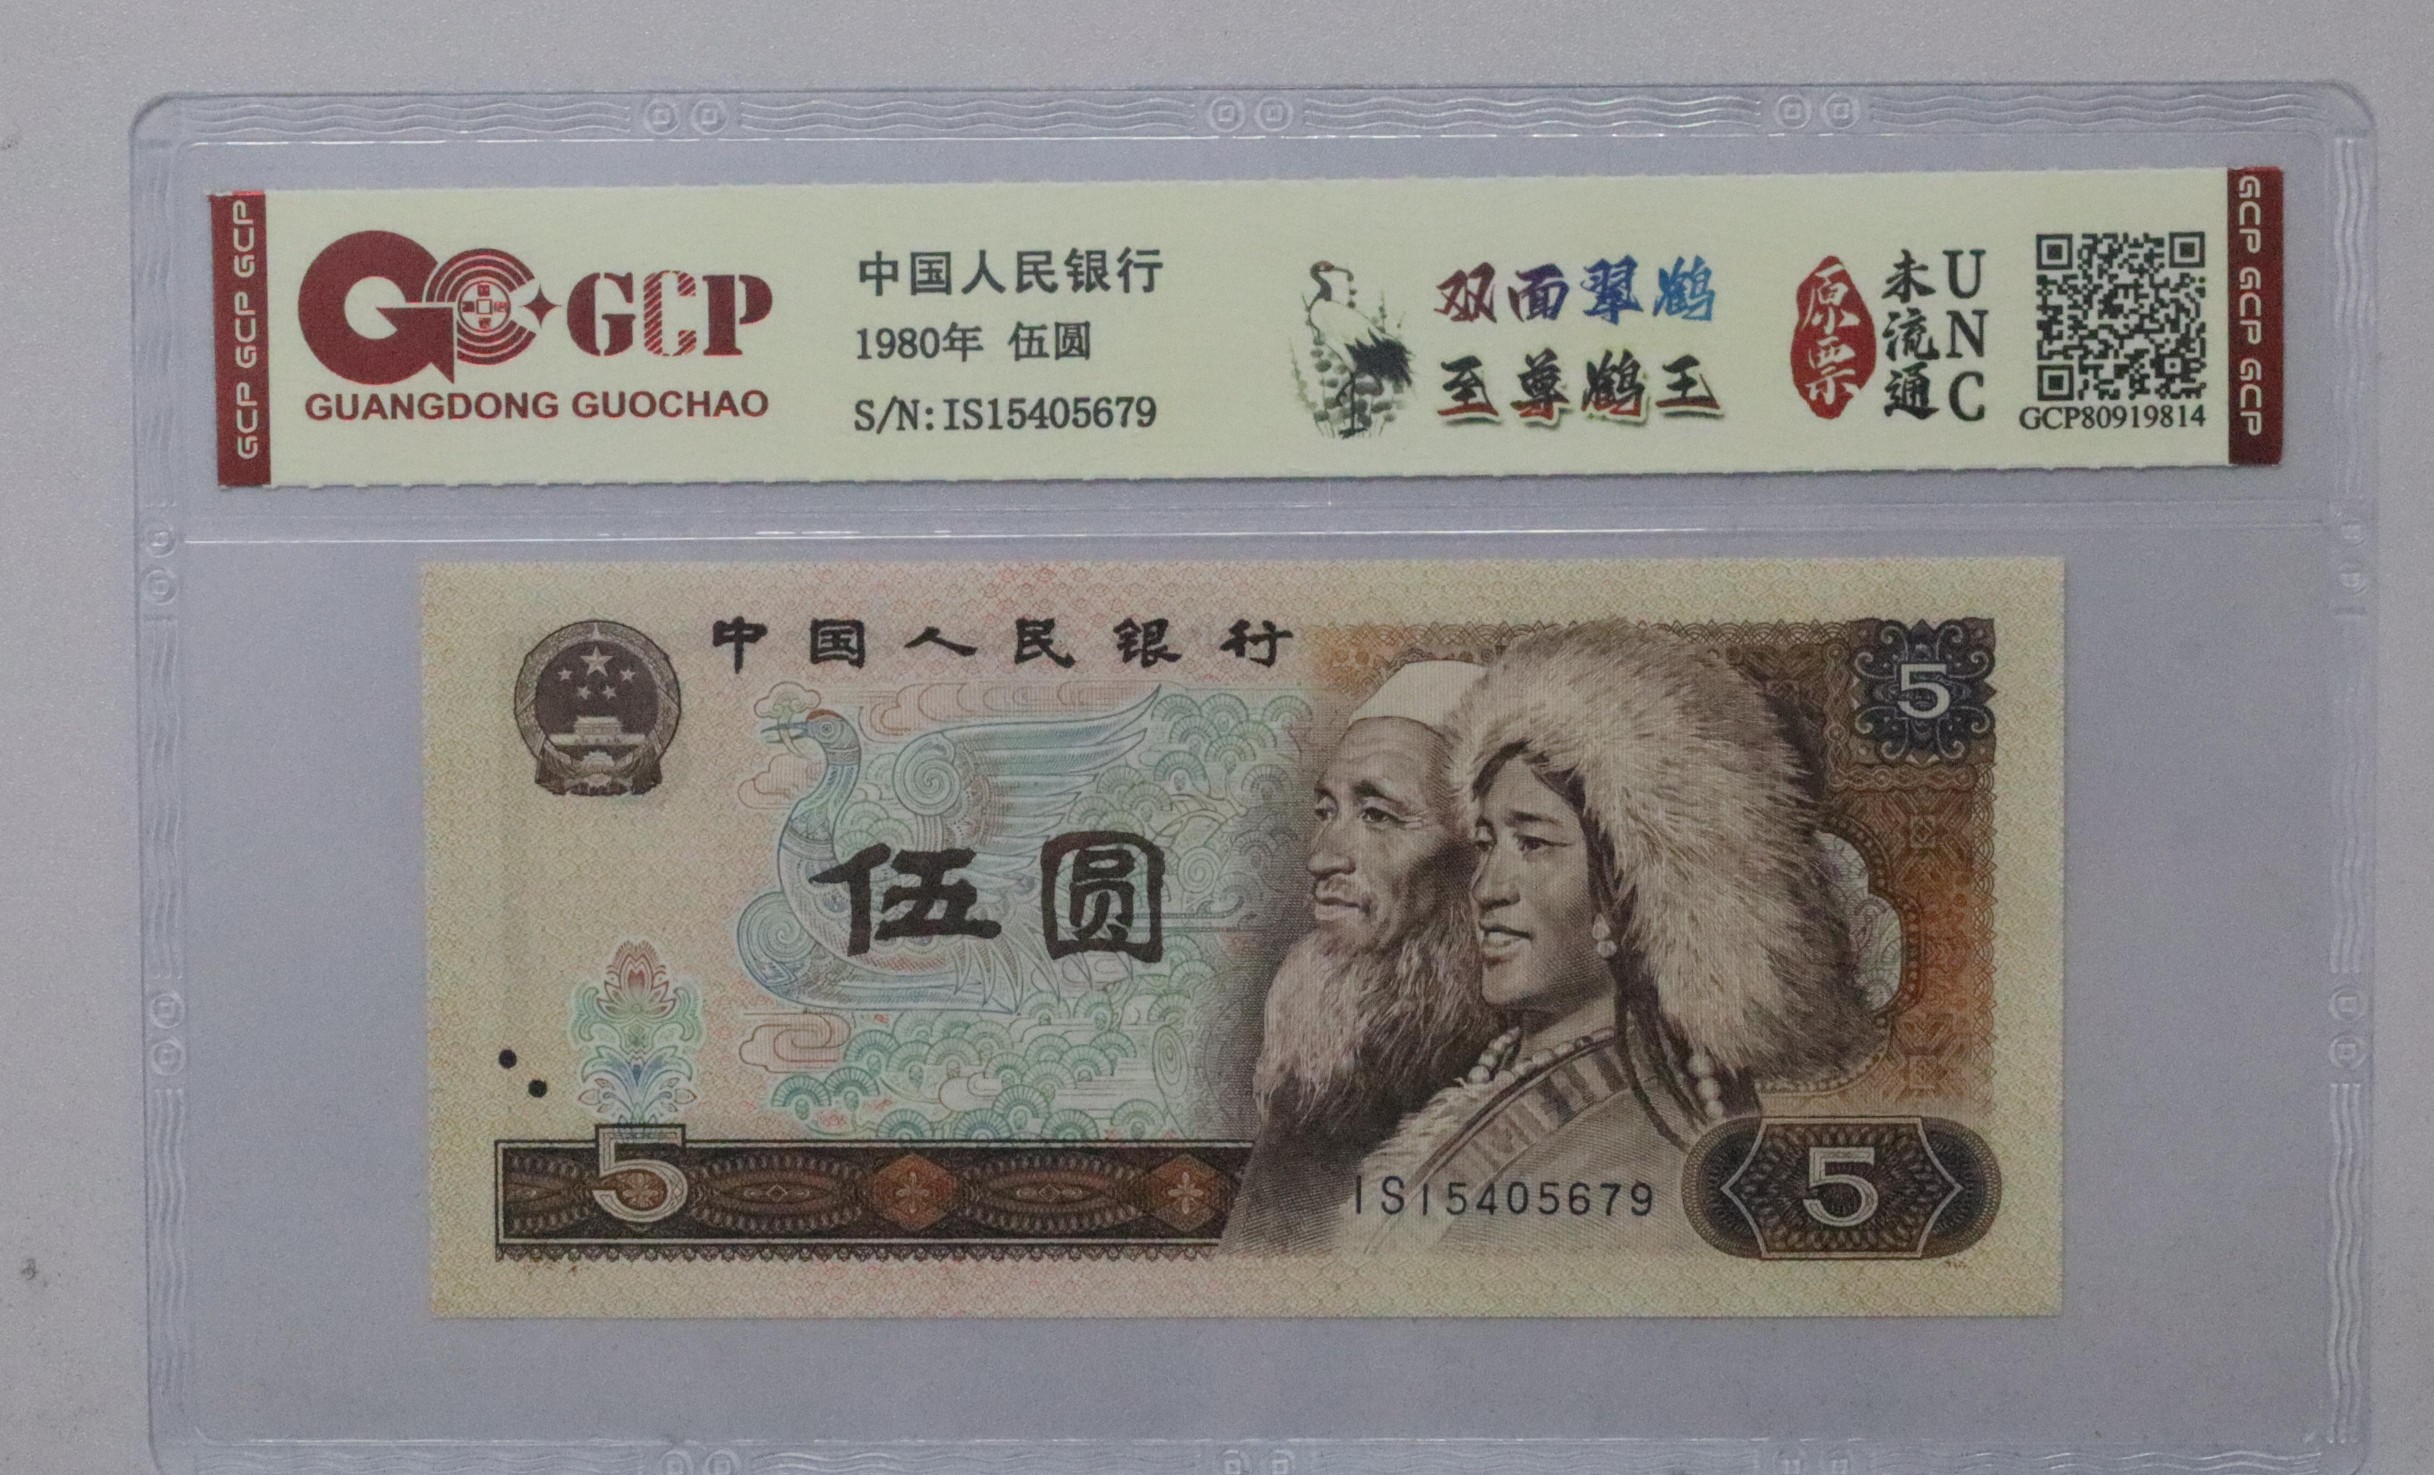 GCP GCP GCP
GCP
GUANGDONG GUOCHAO
中国人民银行
1980年 伍圆
S/N:IS15405679
双面翠鹤
至尊鹤王
原票
未流通
UNC
GCP80919814
GCP GCP GCP
中国人民银行
5
伍圆
5
IS15405679
5